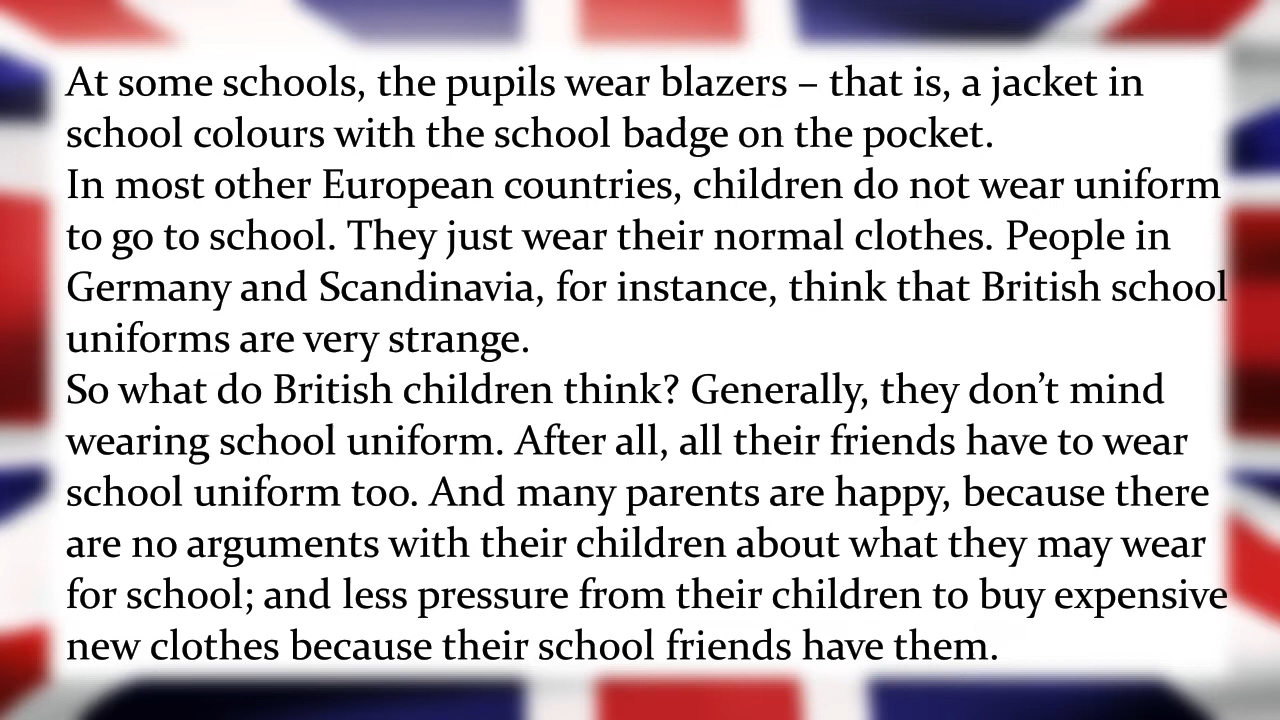 At some schools, the pupils wear blazers – that is, a jacket in
school colours with the school badge on the pocket.
In most other European countries, children do not wear uniform
to go to school. They just wear their normal clothes. People in
Germany and Scandinavia, for instance, think that British school
uniforms are very strange.
So what do British children think? Generally, they don’t mind
wearing school uniform. After all, all their friends have to wear
school uniform too. And many parents are happy, because there
are no arguments with their children about what they may wear
for school; and less pressure from their children to buy expensive
new clothes because their school friends have them.